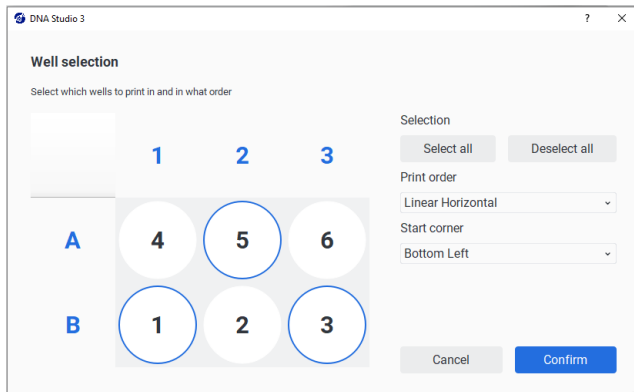 DNA Studio 3
Well selection
Select which wells to print in and in what order
1 2 3
A 4 5 6
B 1 2 3
Selection
Select all Deselect all
Print order
Linear Horizontal
Start corner
Bottom Left
Cancel Confirm